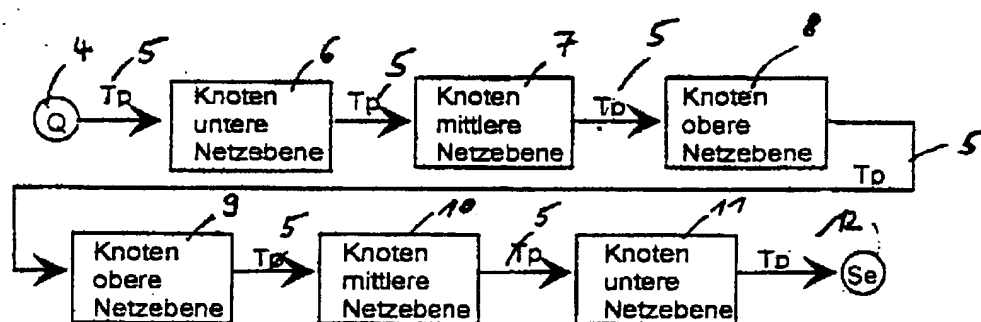 4 5 6 5 7 5 8
Q Tp Knoten untere Netzebene Tp Knoten mittlere Netzebene Tp Knoten obere Netzebene
5
Tp
9 5 10 5 11 12
Knoten obere Netzebene Tp Knoten mittlere Netzebene Tp Knoten untere Netzebene Tp Se